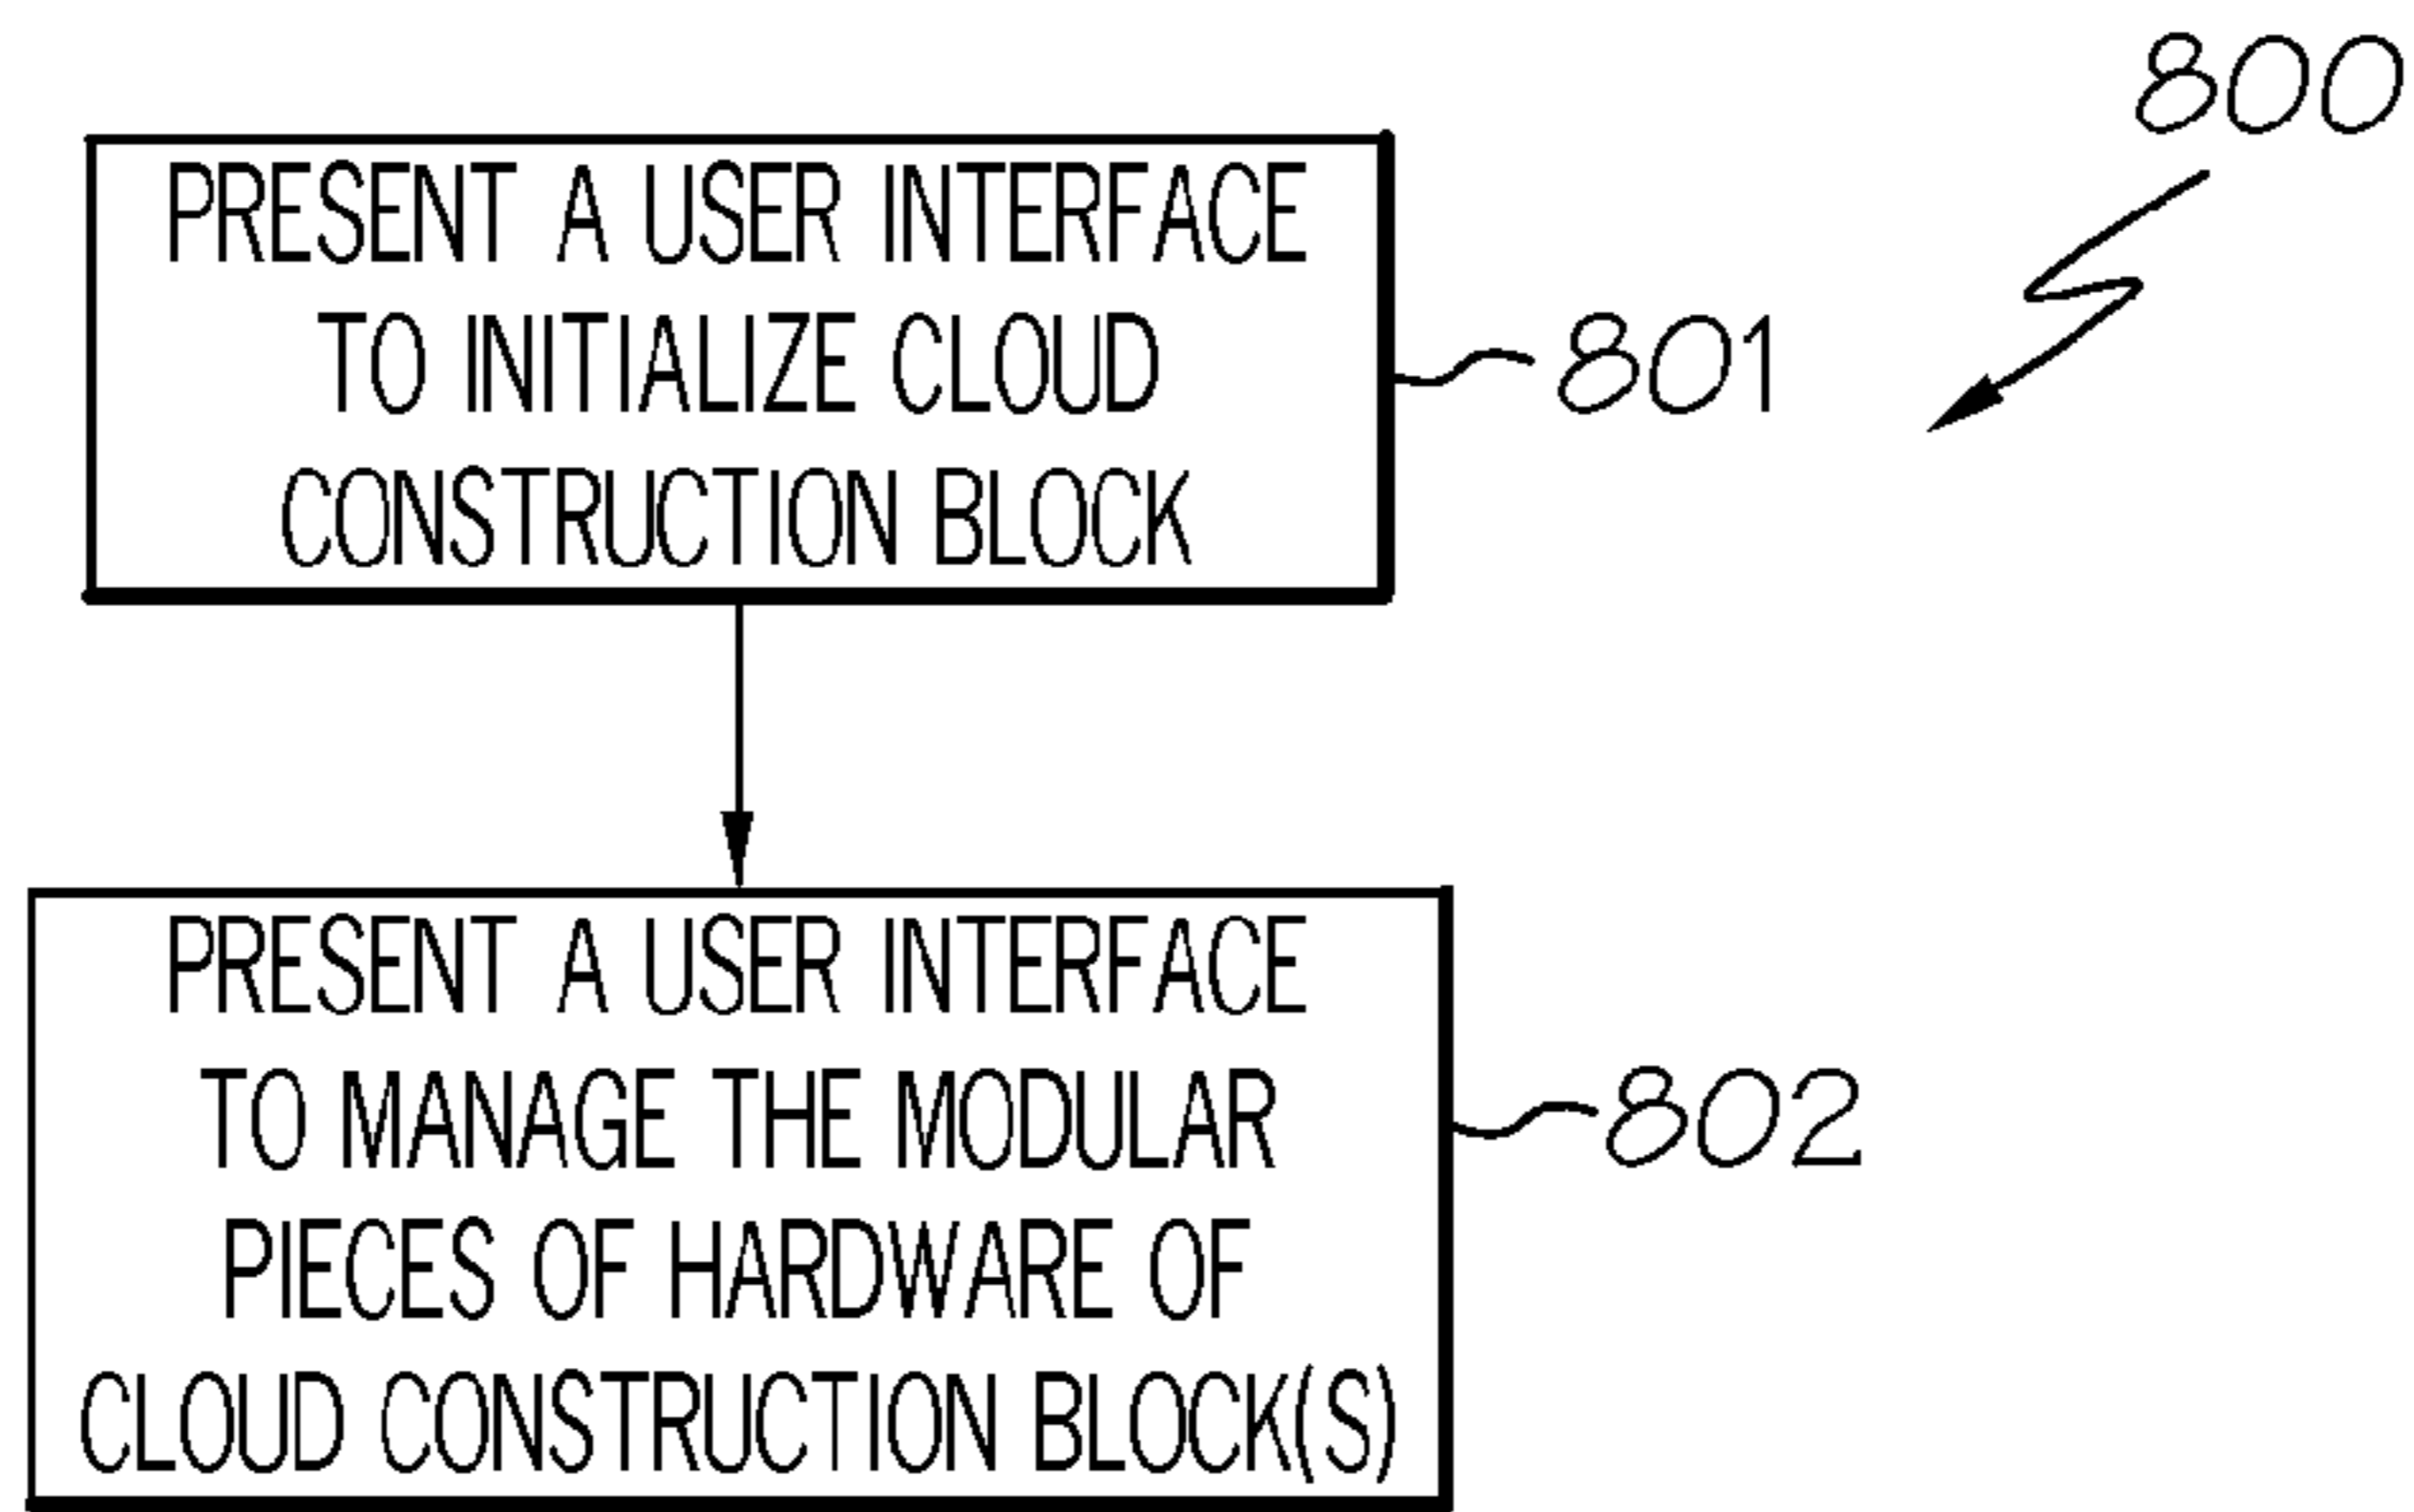 800
PRESENT A USER INTERFACE
TO INITIALIZE CLOUD
CONSTRUCTION BLOCK
801
PRESENT A USER INTERFACE
TO MANAGE THE MODULAR
PIECES OF HARDWARE OF
CLOUD CONSTRUCTION BLOCK(S)
802